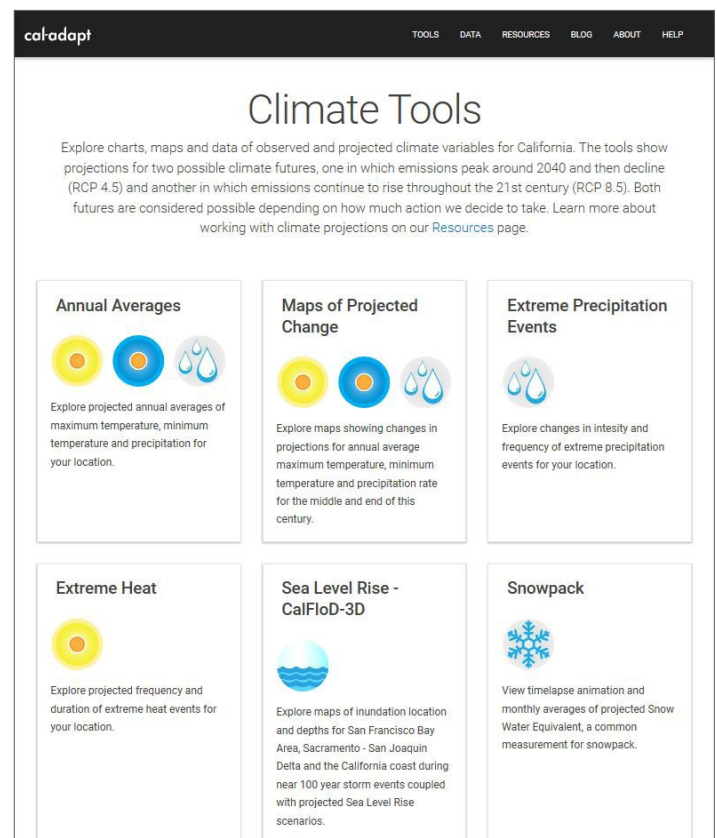 cal-adapt
TOOLS DATA RESOURCES BLOG ABOUT HELP
Climate Tools
Explore charts, maps and data of observed and projected climate variables for California. The tools show
projections for two possible climate futures, one in which emissions peak around 2040 and then decline
(RCP 4.5) and another in which emissions continue to rise throughout the 21st century (RCP 8.5). Both
futures are considered possible depending on how much action we decide to take. Learn more about
working with climate projections on our Resources page.
Annual Averages
Explore projected annual averages of
maximum temperature, minimum
temperature and precipitation for
your location.
Maps of Projected
Change
Explore maps showing changes in
projections for annual average
maximum temperature, minimum
temperature and precipitation rate
for the middle and end of this
century.
Extreme Precipitation
Events
Explore changes in intesity and
frequency of extreme precipitation
events for your location.
Extreme Heat
Explore projected frequency and
duration of extreme heat events for
your location.
Sea Level Rise -
CalFloD-3D
Explore maps of inundation location
and depths for San Francisco Bay
Area, Sacramento - San Joaquin
Delta and the California coast during
near 100 year storm events coupled
with projected Sea Level Rise
scenarios.
Snowpack
View timelapse animation and
monthly averages of projected Snow
Water Equivalent, a common
measurement for snowpack.